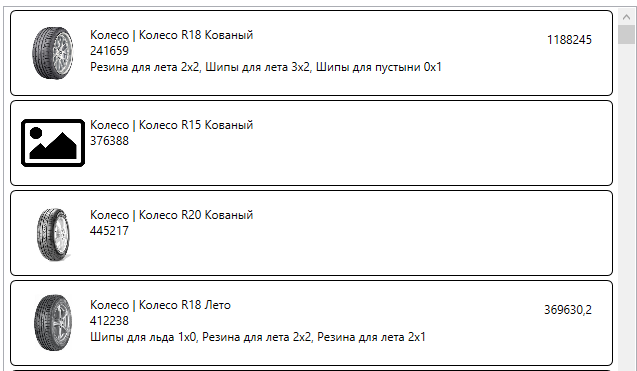 Колесо | Колесо R18 Кованый
1188245
241659
Резина для лета 2x2, Шипы для лета 3x2, Шипы для пустыни 0x1
Колесо | Колесо R15 Кованый
376388
Колесо | Колесо R20 Кованый
445217
Колесо | Колесо R18 Лето
369630,2
412238
Шипы для льда 1x0, Резина для лета 2x2, Резина для лета 2x1